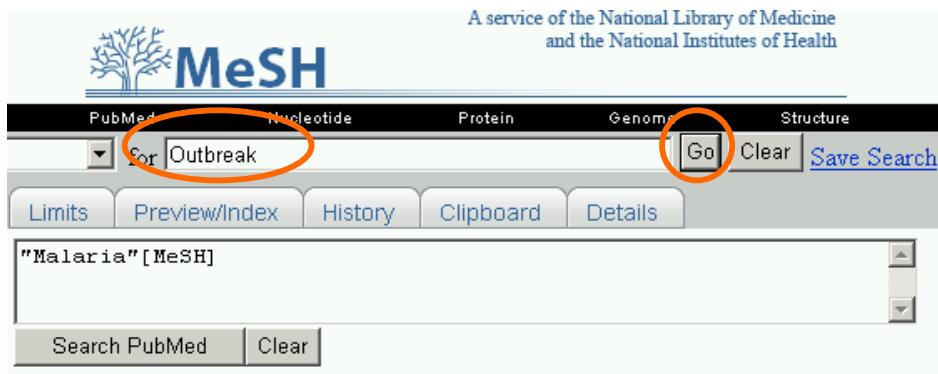 A service of the National Library of Medicine
and the National Institutes of Health
MeSH
PubMed Nucleotide Protein Genome Structure
for Outbreak Go Clear Save Search
Limits Preview/Index History Clipboard Details
"Malaria"[MeSH]
Search PubMed Clear